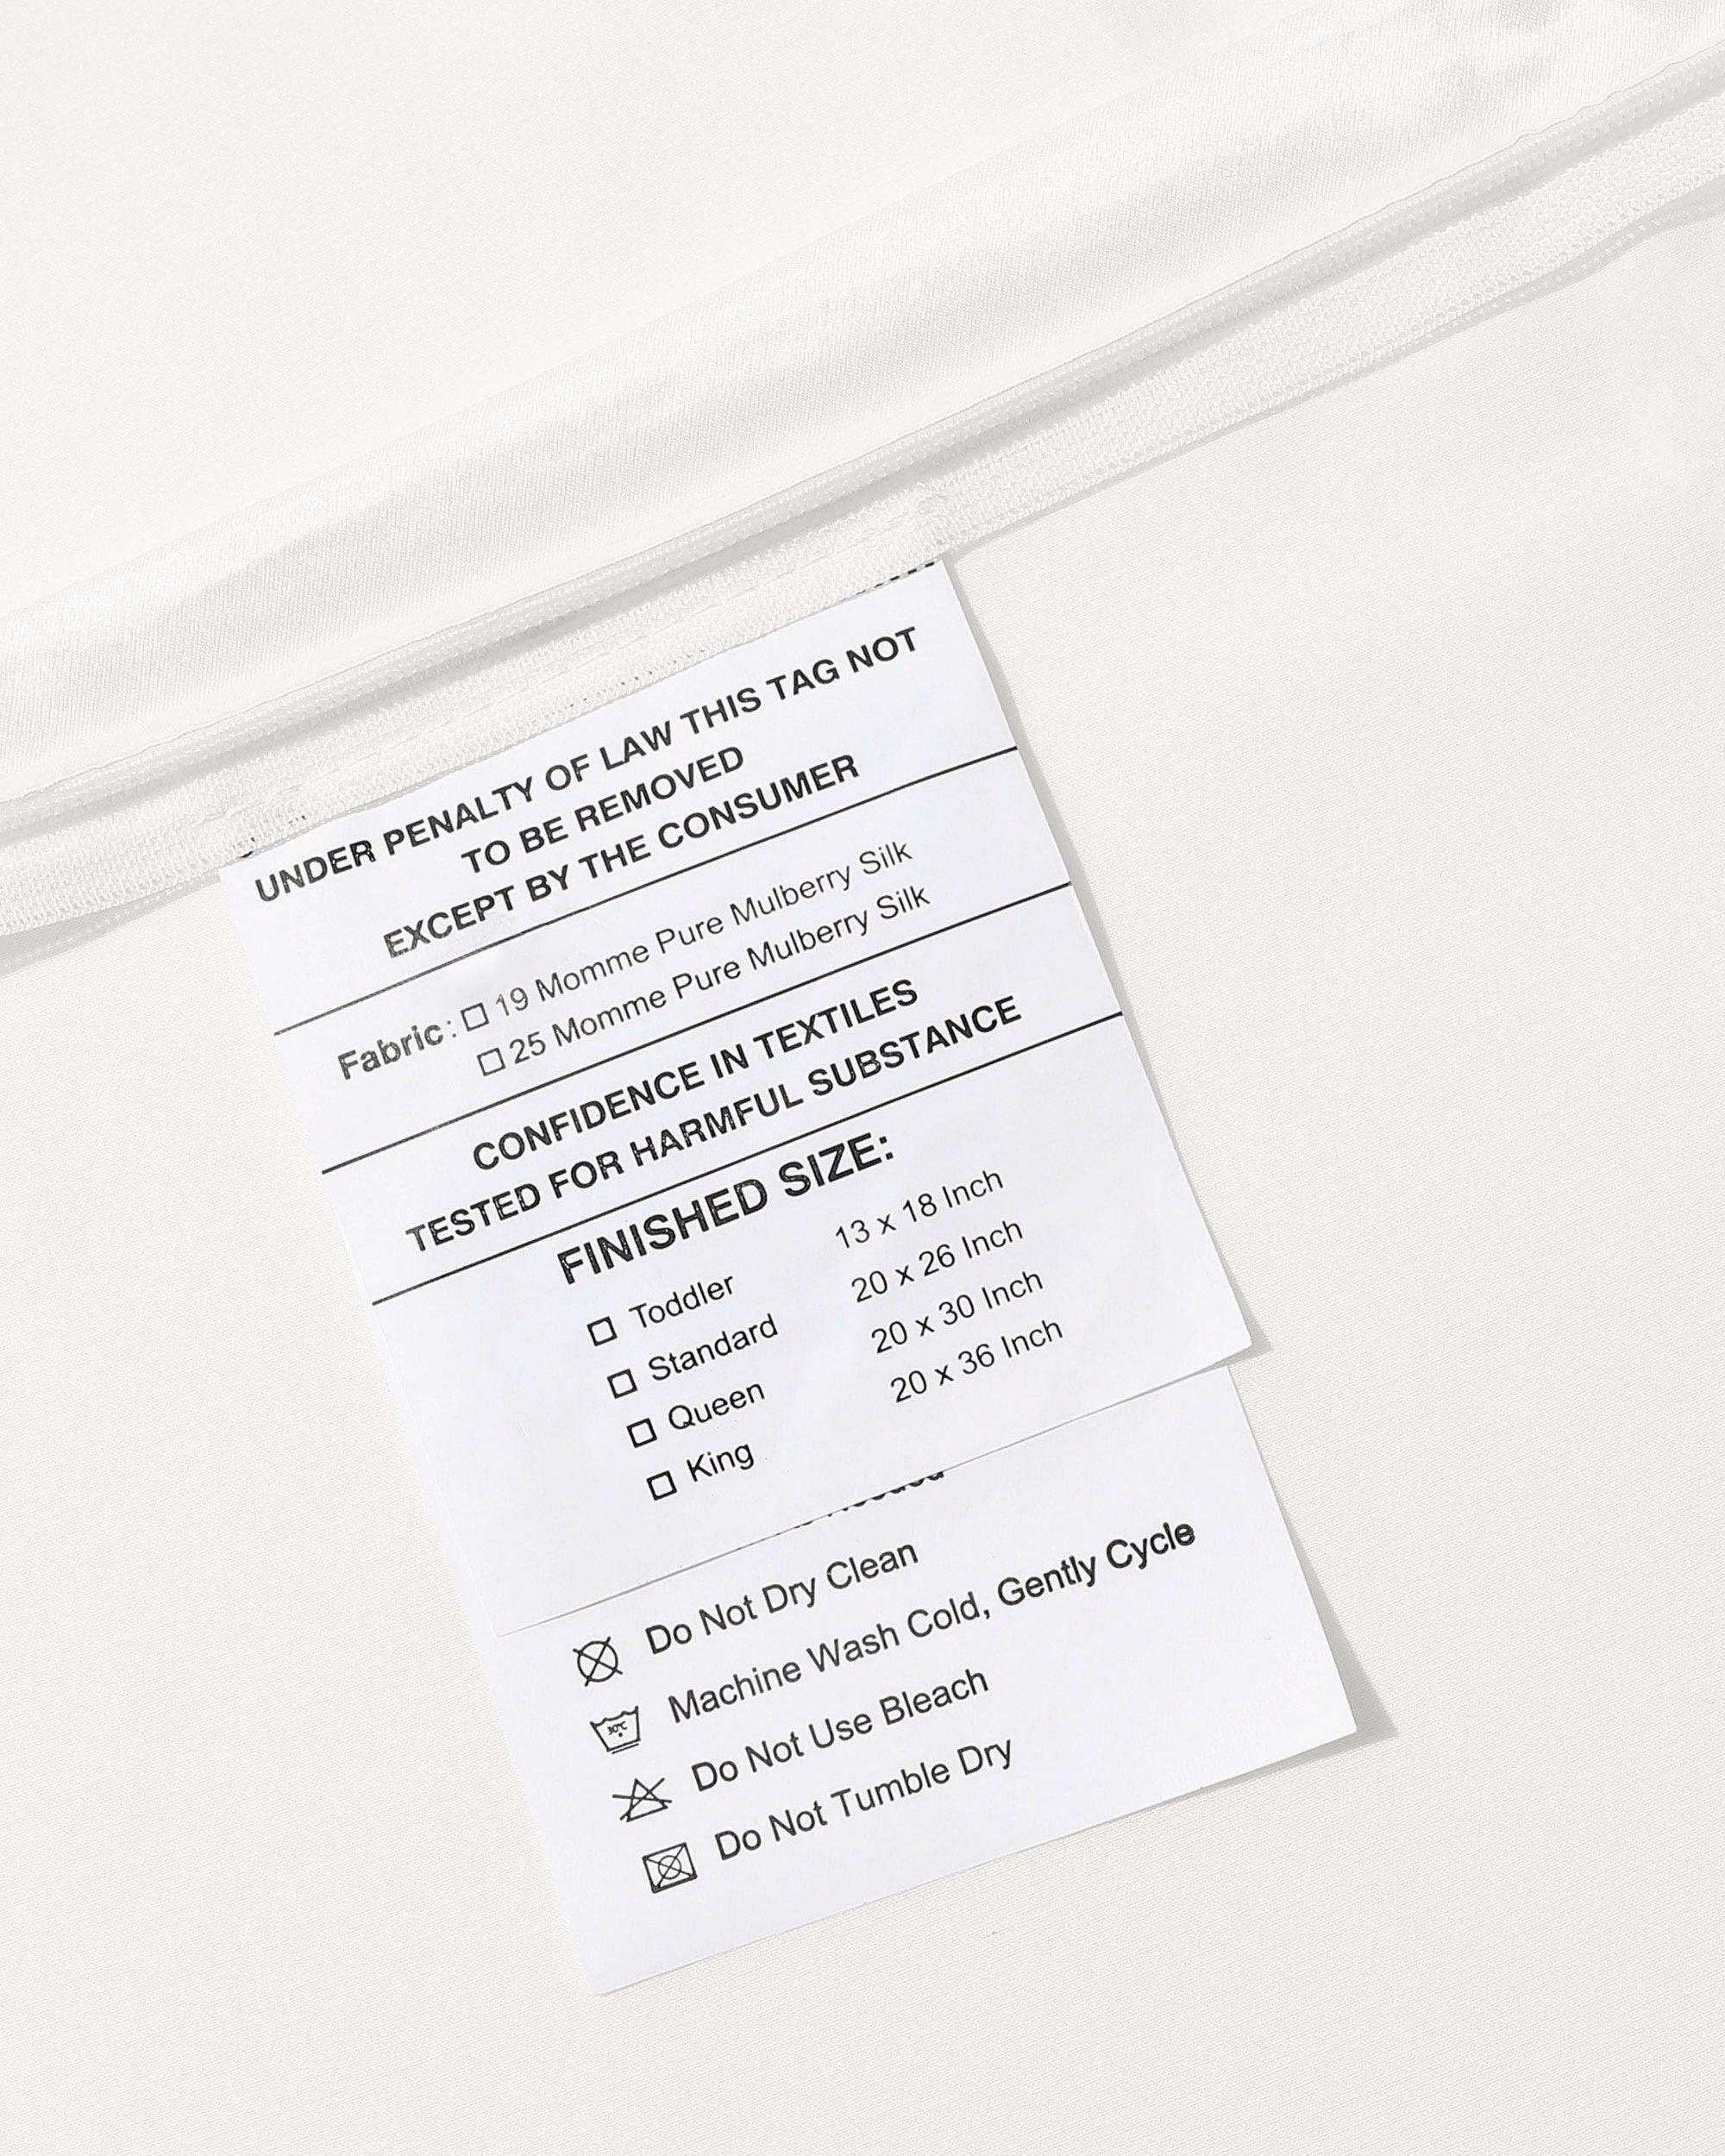 UNDER PENALTY OF LAW THIS TAG NOT
TO BE REMOVED
EXCEPT BY THE CONSUMER
Fabric: 19 Momme Pure Mulberry Silk
25 Momme Pure Mulberry Silk
CONFIDENCE IN TEXTILES
TESTED FOR HARMFUL SUBSTANCE
FINISHED SIZE:
Toddler 13 x 18 Inch
Standard 20 x 26 Inch
Queen 20 x 30 Inch
King 20 x 36 Inch
Do Not Dry Clean
30°C Machine Wash Cold, Gently Cycle
Do Not Use Bleach
Do Not Tumble Dry